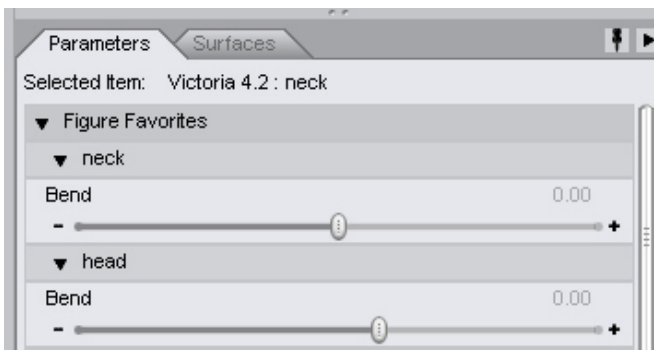 Parameters Surfaces
Selected Item: Victoria 4.2 : neck
Figure Favorites
neck
Bend 0.00
- +
head
Bend 0.00
- +